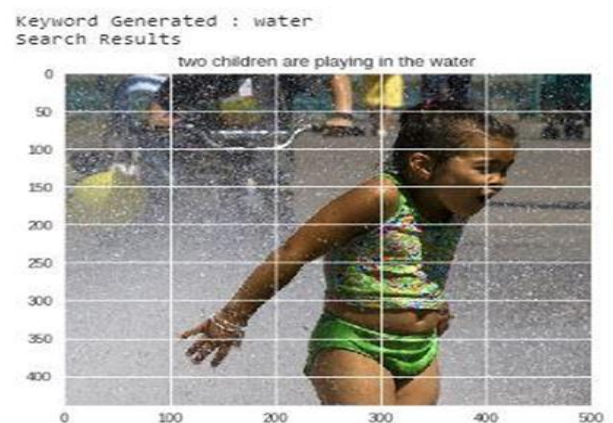 Keyword Generated : water
Search Results
two children are playing in the water
0
50
100
150
200
250
300
350
400
0 100 200 300 400 500